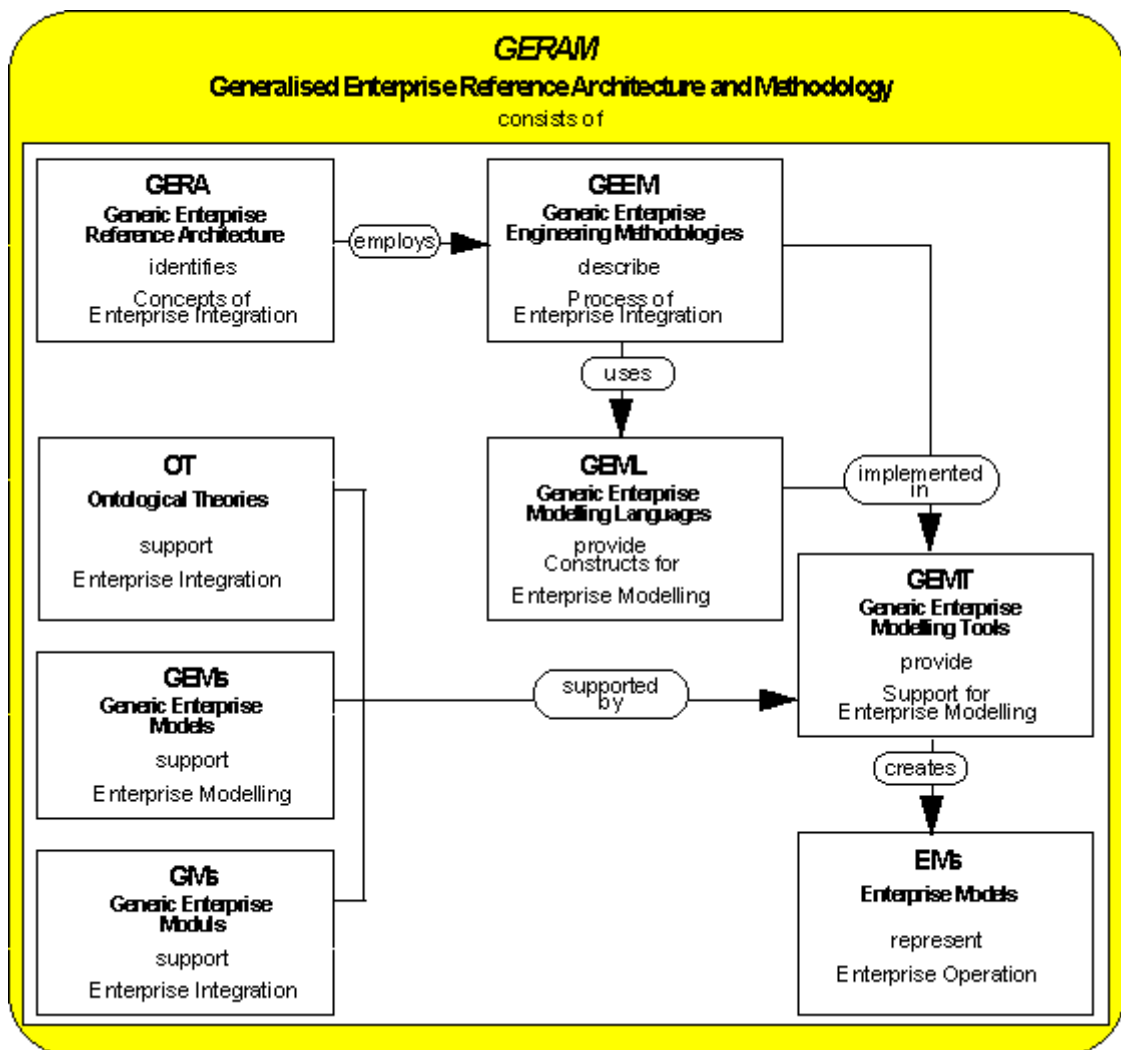 GERAM
Generalised Enterprise Reference Architecture and Methodology
consists of
GERA
Generic Enterprise
Reference Architecture
identifies
Concepts of
Enterprise Integration
employs
GEEM
Generic Enterprise
Engineering Methodologies
describe
Process of
Enterprise Integration
uses
OT
Ontological Theories
support
Enterprise Integration
GEML
Generic Enterprise
Modelling Languages
provide
Constructs for
Enterprise Modelling
implemented
in
GEMT
Generic Enterprise
Modelling Tools
provide
Support for
Enterprise Modelling
GEMs
Generic Enterprise
Models
support
Enterprise Modelling
supported
by
creates
GMs
Generic Enterprise
Moduls
support
Enterprise Integration
EMs
Enterprise Models
represent
Enterprise Operation